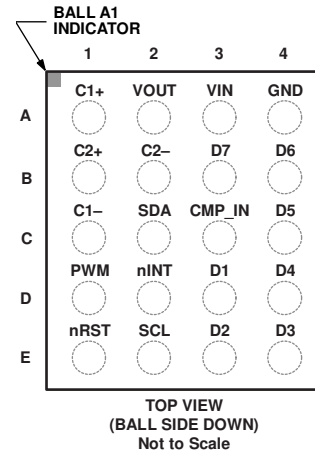 BALL A1
INDICATOR
1 2 3 4
A C1+ VOUT VIN GND
B C2+ C2– D7 D6
C C1– SDA CMP_IN D5
D PWM nINT D1 D4
E nRST SCL D2 D3
TOP VIEW
(BALL SIDE DOWN)
Not to Scale